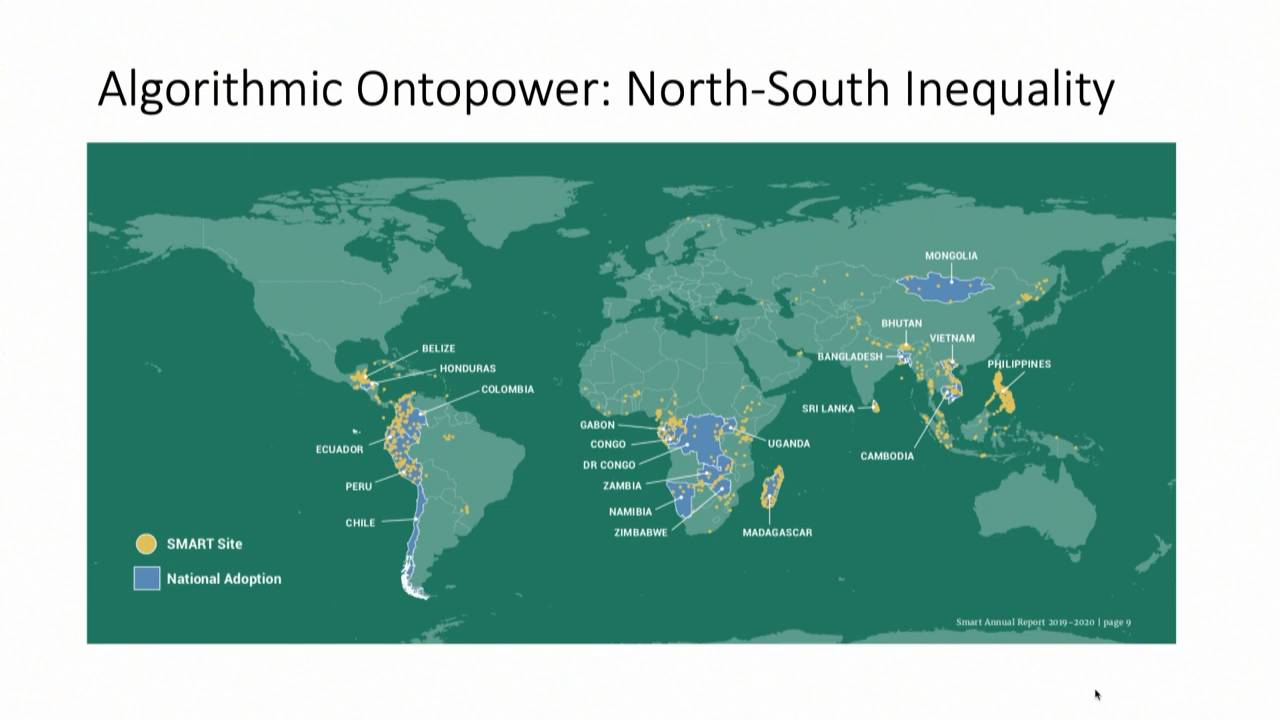 Algorithmic Ontopower: North-South Inequality
MONGOLIA
BHUTAN
VIETNAM
BELIZE
BANGLADESH
PHILIPPINES
HONDURAS
COLOMBIA
SRI LANKA
GABON
ECUADOR
CONGO
UGANDA
CAMBODIA
DR CONGO
PERU
ZAMBIA
NAMIBIA
CHILE
ZIMBABWE
MADAGASCAR
SMART Site
National Adoption
Smart Annual Report 2019–2020 | page 9